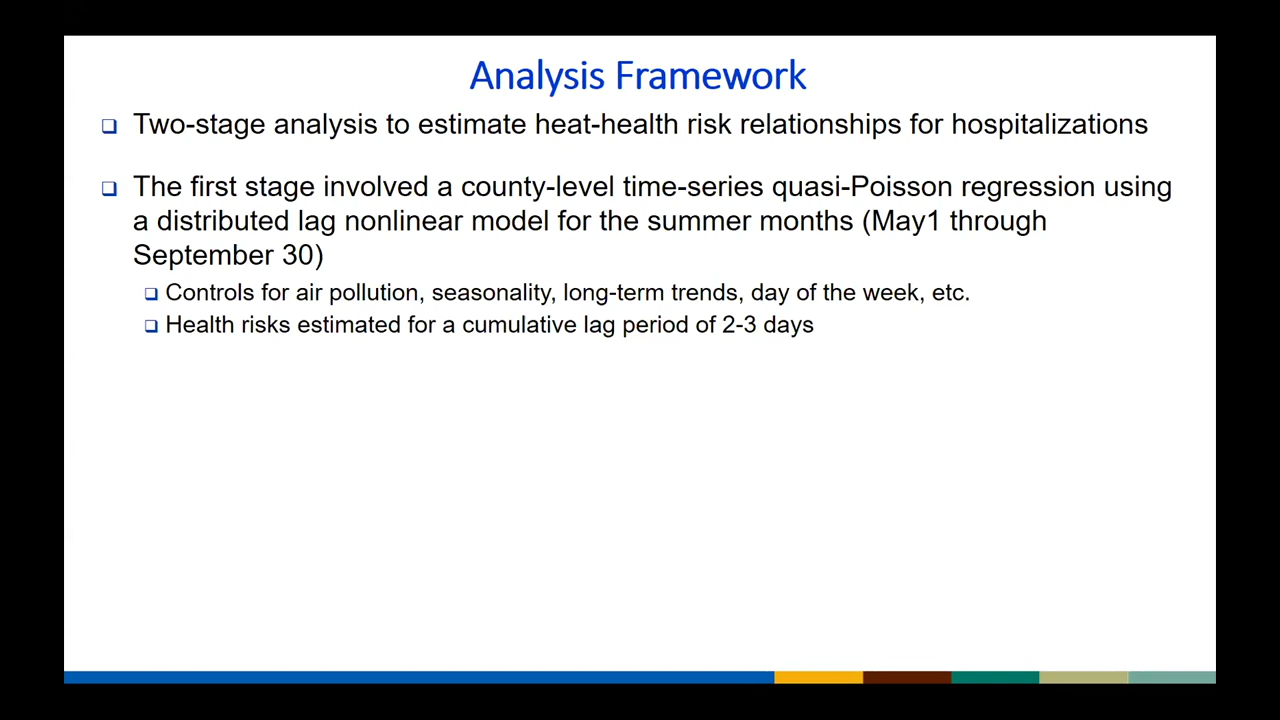 Analysis Framework
❑ Two-stage analysis to estimate heat-health risk relationships for hospitalizations
❑ The first stage involved a county-level time-series quasi-Poisson regression using
a distributed lag nonlinear model for the summer months (May1 through
September 30)
❑ Controls for air pollution, seasonality, long-term trends, day of the week, etc.
❑ Health risks estimated for a cumulative lag period of 2-3 days